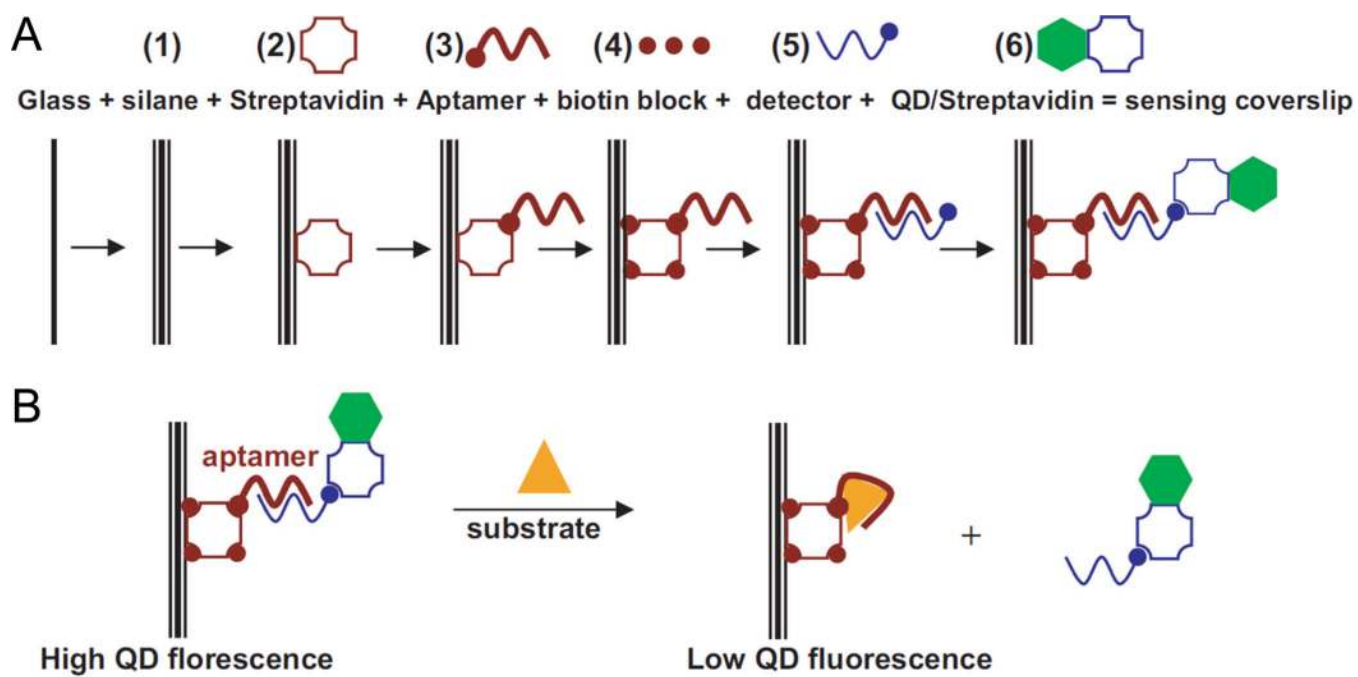 A
(1) (2) (3) (4) (5) (6)
Glass + silane + Streptavidin + Aptamer + biotin block + detector + QD/Streptavidin = sensing coverslip
B
aptamer
substrate
+
High QD florescence
Low QD fluorescence